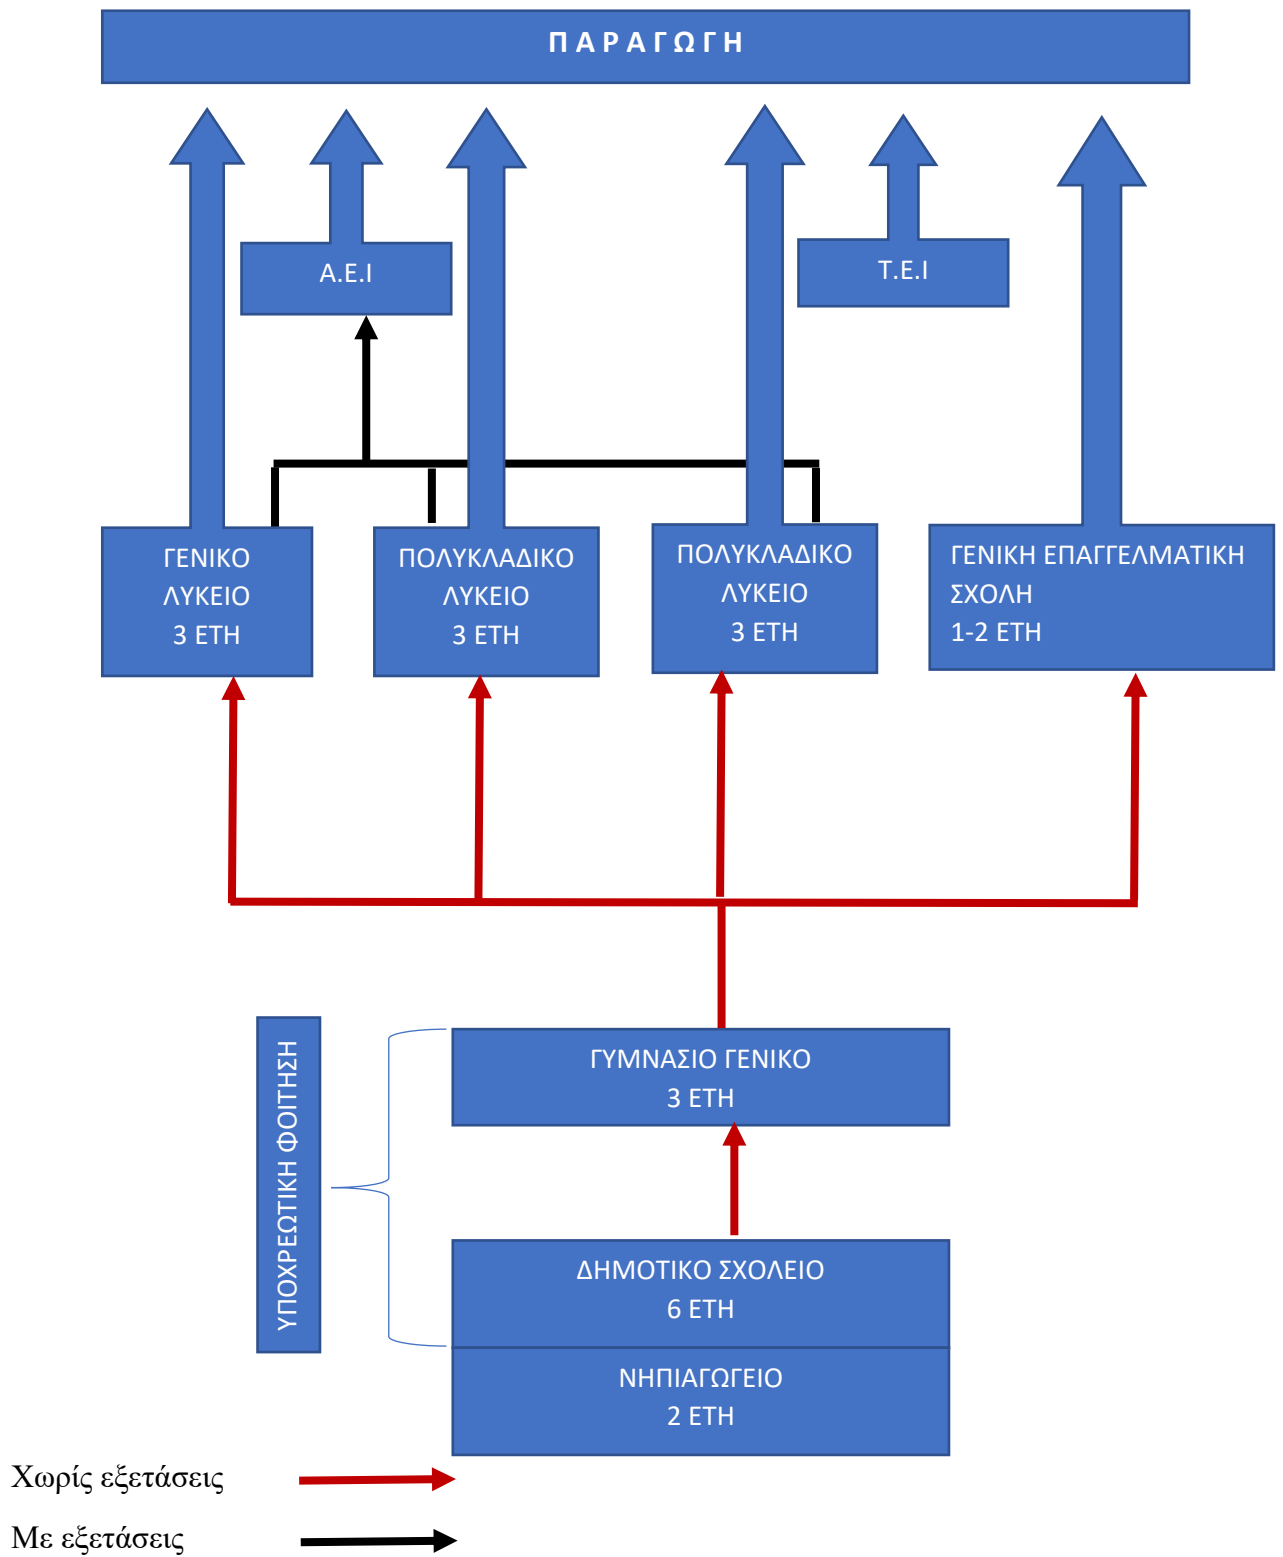 Π Α Ρ Α Γ Ω Γ Η
Α.Ε.Ι
Τ.Ε.Ι
ΓΕΝΙΚΟ
ΛΥΚΕΙΟ
3 ΕΤΗ
ΠΟΛΥΚΛΑΔΙΚΟ
ΛΥΚΕΙΟ
3 ΕΤΗ
ΠΟΛΥΚΛΑΔΙΚΟ
ΛΥΚΕΙΟ
3 ΕΤΗ
ΓΕΝΙΚΗ ΕΠΑΓΓΕΛΜΑΤΙΚΗ
ΣΧΟΛΗ
1-2 ΕΤΗ
ΥΠΟΧΡΕΩΤΙΚΗ ΦΟΙΤΗΣΗ
ΓΥΜΝΑΣΙΟ ΓΕΝΙΚΟ
3 ΕΤΗ
ΔΗΜΟΤΙΚΟ ΣΧΟΛΕΙΟ
6 ΕΤΗ
ΝΗΠΙΑΓΩΓΕΙΟ
2 ΕΤΗ
Χωρίς εξετάσεις
Με εξετάσεις